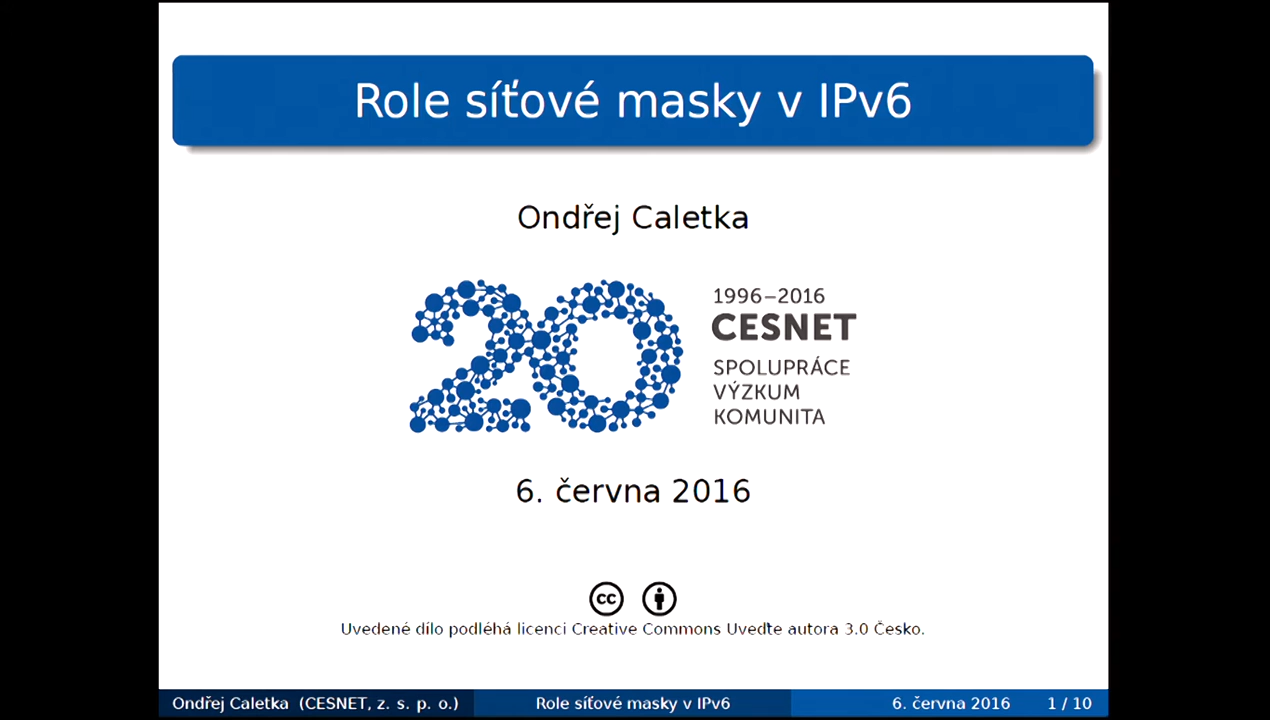 Role síťové masky v IPv6
Ondřej Caletka
20
1996–2016
CESNET
SPOLUPRÁCE
VÝZKUM
KOMUNITA
6. června 2016
cc
Uvedené dílo podléhá licenci Creative Commons Uveďte autora 3.0 Česko.
Ondřej Caletka (CESNET, z. s. p. o.) Role síťové masky v IPv6 6. června 2016 1 / 10